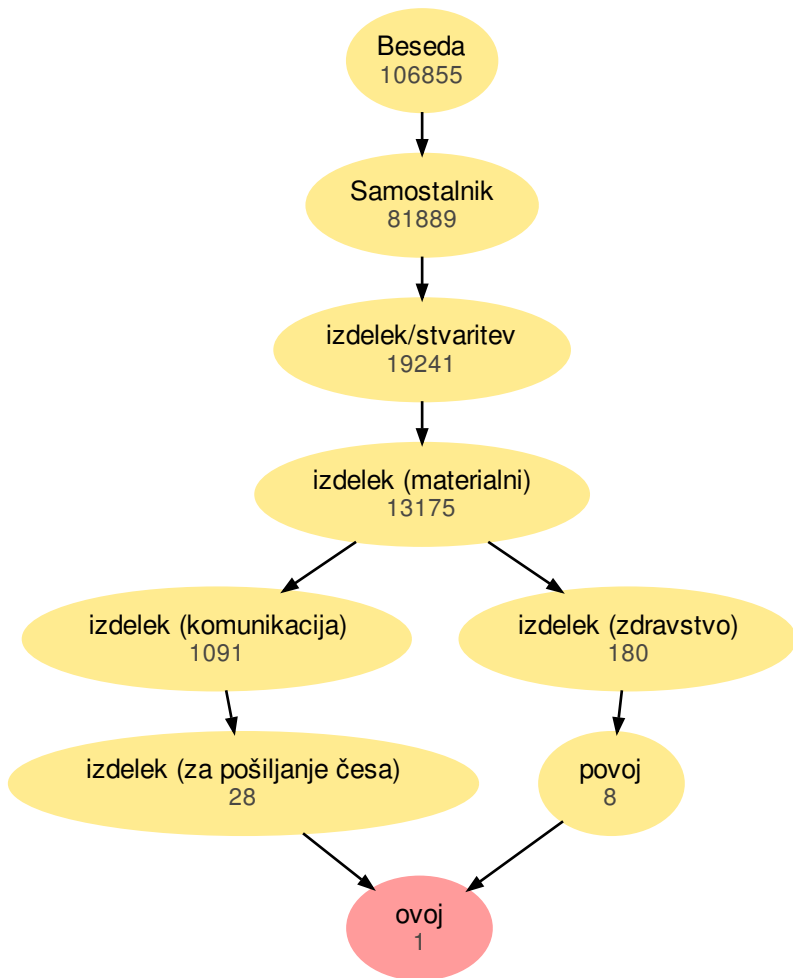 Beseda
106855
Samostalnik
81889
izdelek/stvaritev
19241
izdelek (materialni)
13175
izdelek (komunikacija)
1091
izdelek (zdravstvo)
180
izdelek (za pošiljanje česa)
28
povoj
8
ovoj
1